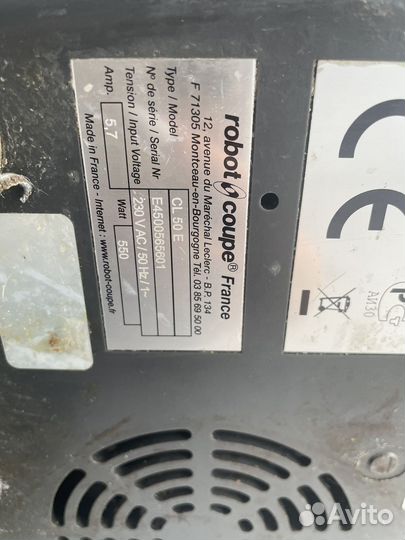 robot coupe® France
12, avenue du Maréchal Leclerc - B.P. 134
F 71305 Montceau-en-Bourgogne Tél. 03 85 69 50 00
Type / Model CL 50 E
N° de série / Serial Nr E4500565601
Tension / Input Voltage 230 V AC / 50 Hz / 1~
Amp. 5,7 Watt 550
Made in France - Internet : www.robot-coupe.fr
CE
АИ30
Avito